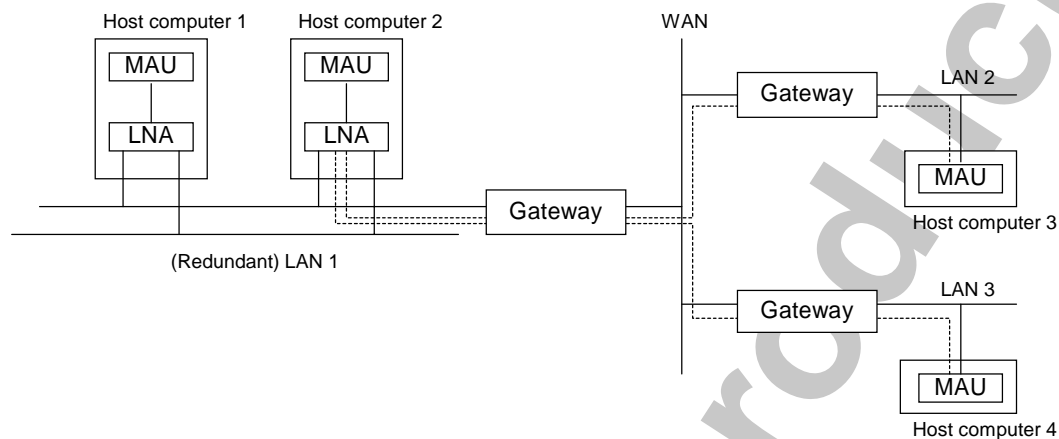 Host computer 1
Host computer 2
WAN
MAU
MAU
LNA
LNA
Gateway
LAN 2
MAU
Host computer 3
Gateway
(Redundant) LAN 1
LAN 3
Gateway
MAU
Host computer 4